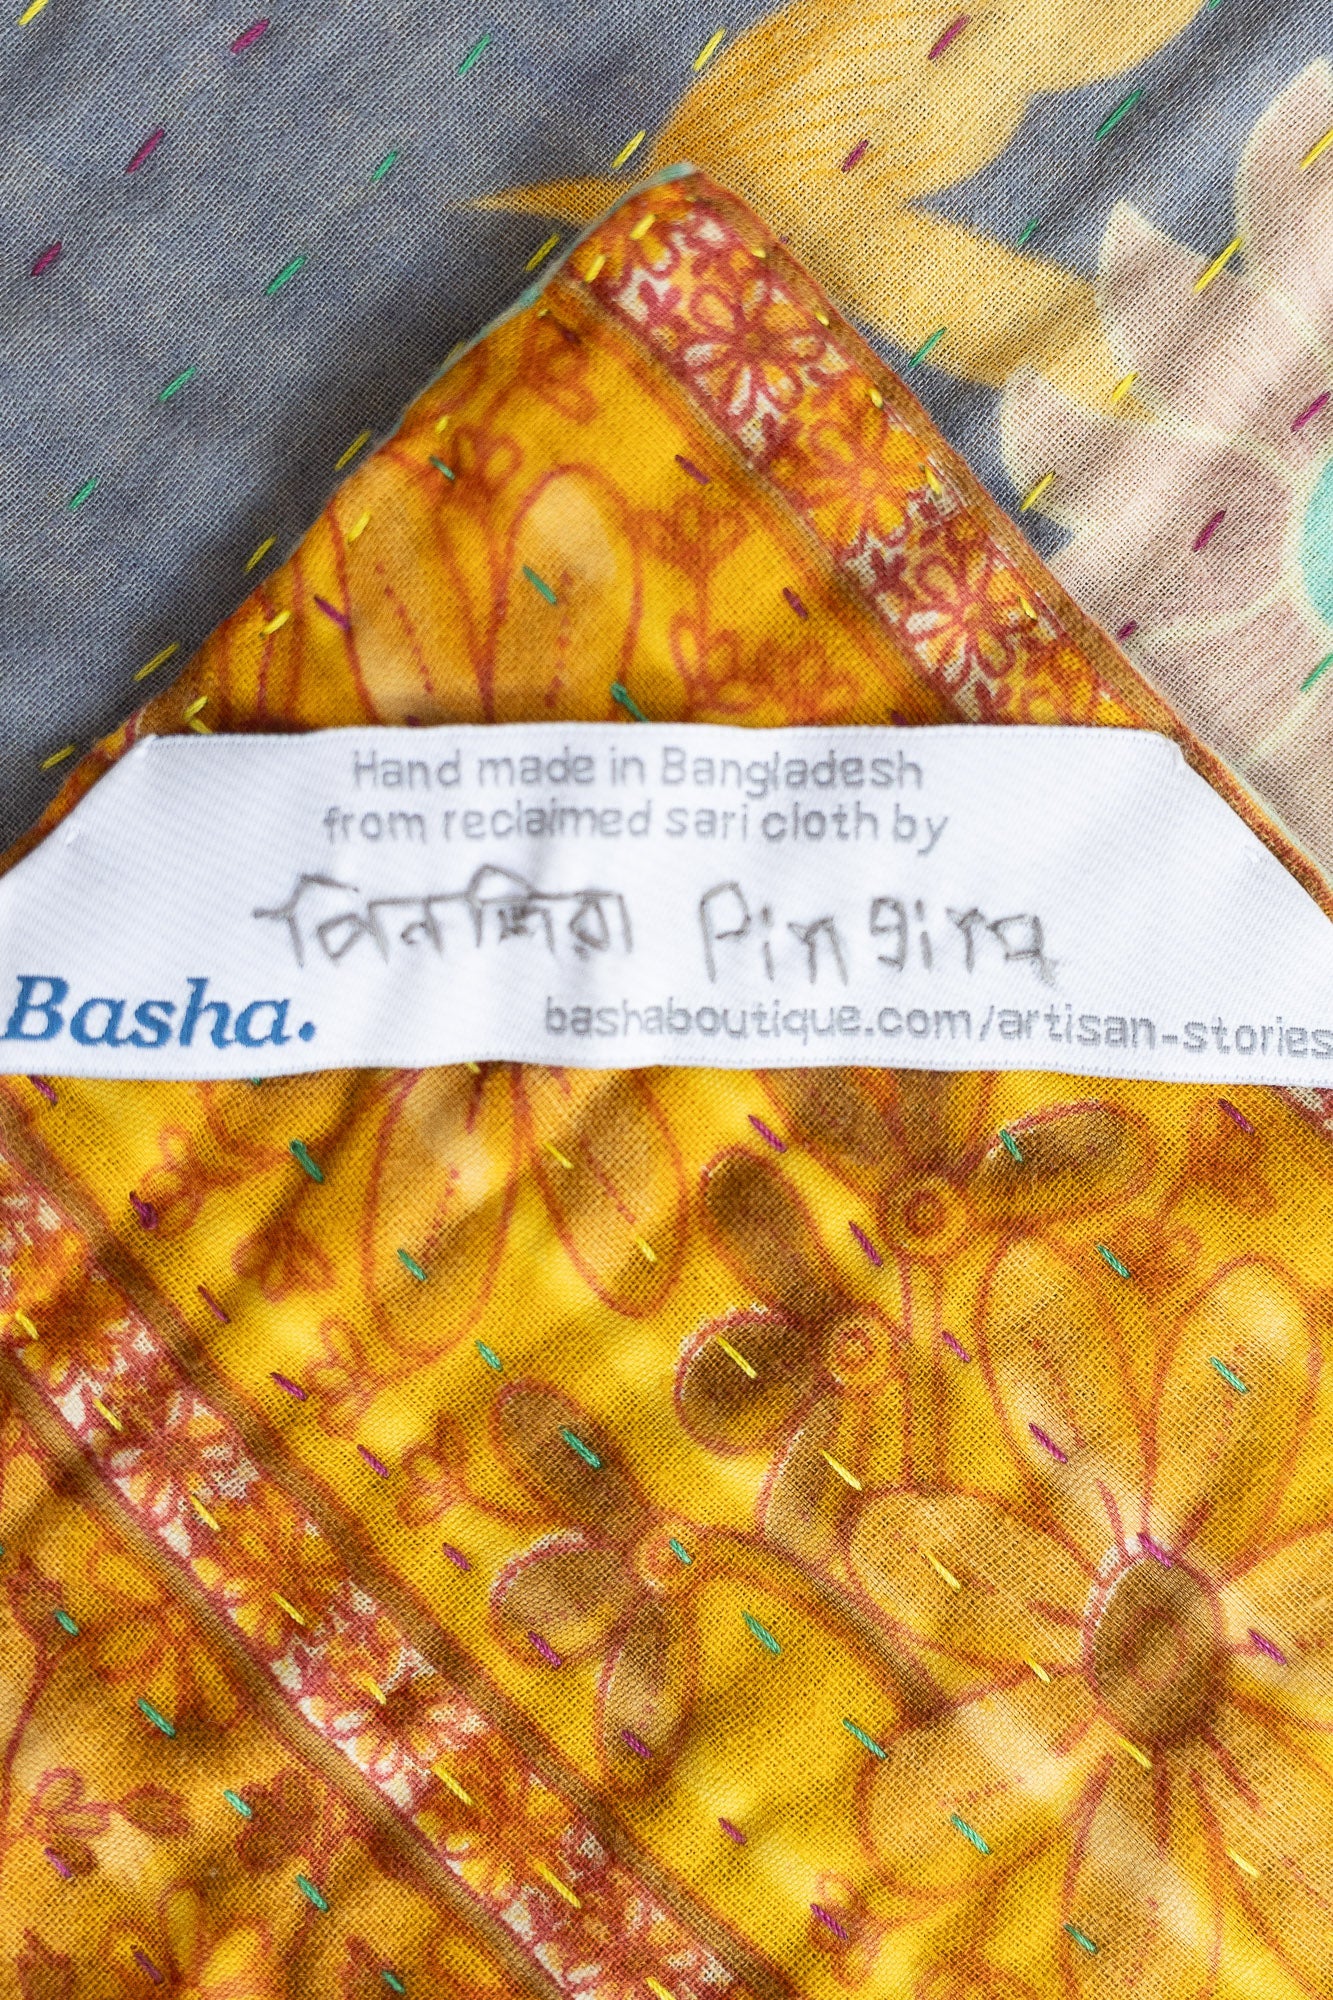 Hand made in Bangladesh
from reclaimed sari cloth by
পিনজিরা Pingira
Basha. bashaboutique.com/artisan-stories